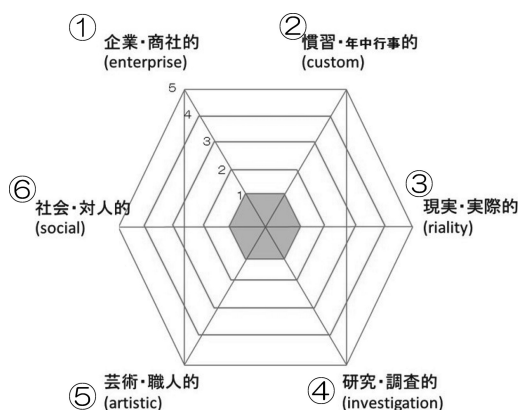 ① 企業・商社的
(enterprise)
② 慣習・年中行事的
(custom)
5
4
3
2
1
⑥ 社会・対人的
(social)
③ 現実・実際的
(riality)
⑤ 芸術・職人的
(artistic)
④ 研究・調査的
(investigation)